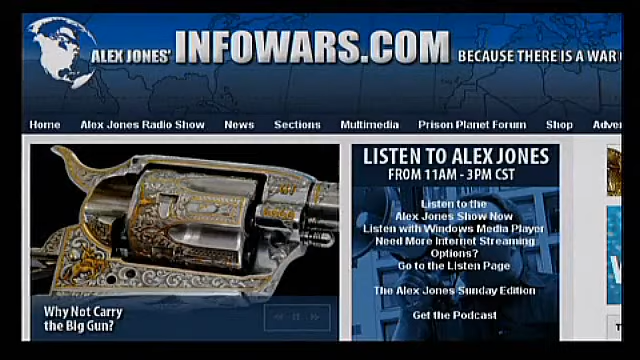 ALEX JONES' INFOWARS.COM BECAUSE THERE IS A WAR
Home Alex Jones Radio Show News Sections Multimedia Prison Planet Forum Shop
LISTEN TO ALEX JONES
FROM 11AM - 3PM CST
Listen to the
Alex Jones Show Now
Listen with Windows Media Player
Need More Internet Streaming
Options?
Go to the Listen Page
The Alex Jones Sunday Edition
Get the Podcast
Why Not Carry
the Big Gun?